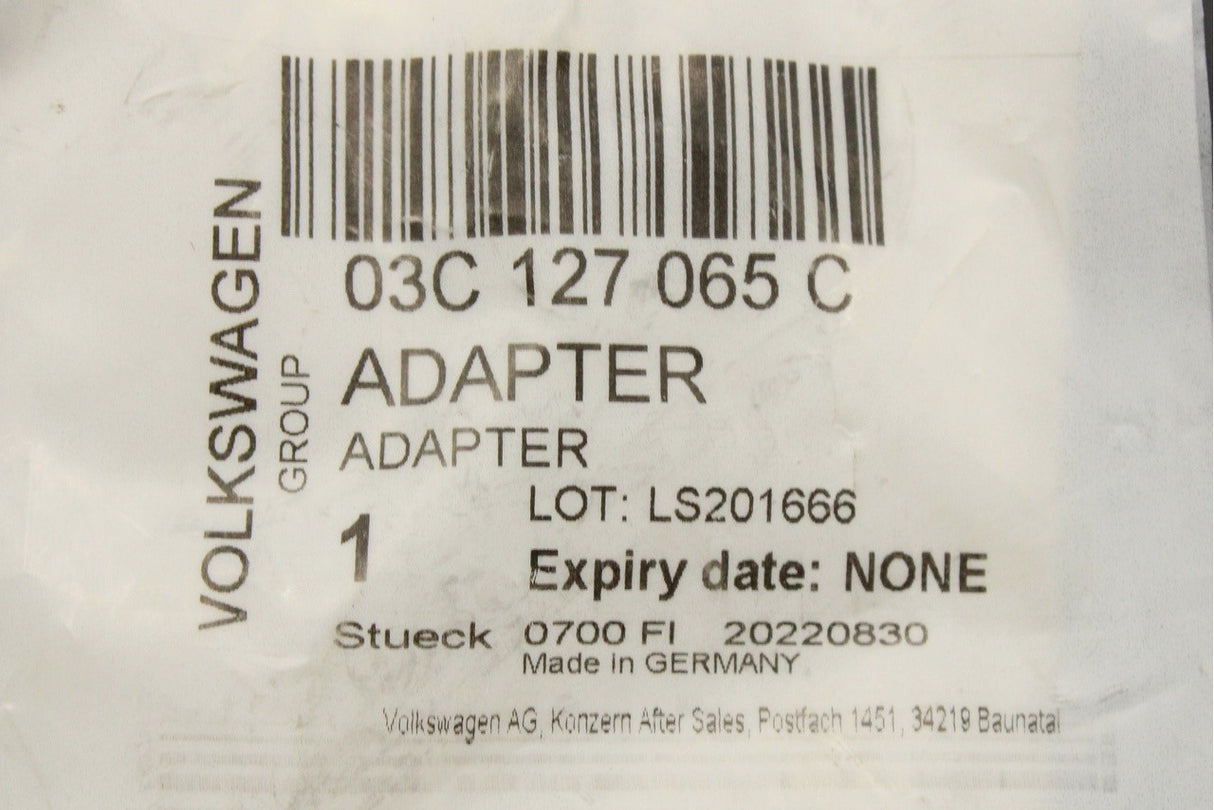 VOLKSWAGEN
GROUP
03C 127 065 C
ADAPTER
ADAPTER
LOT: LS201666
1
Expiry date: NONE
Stueck 0700 FI 20220830
Made in GERMANY
Volkswagen AG, Konzern After Sales, Postfach 1451, 34219 Baunatal